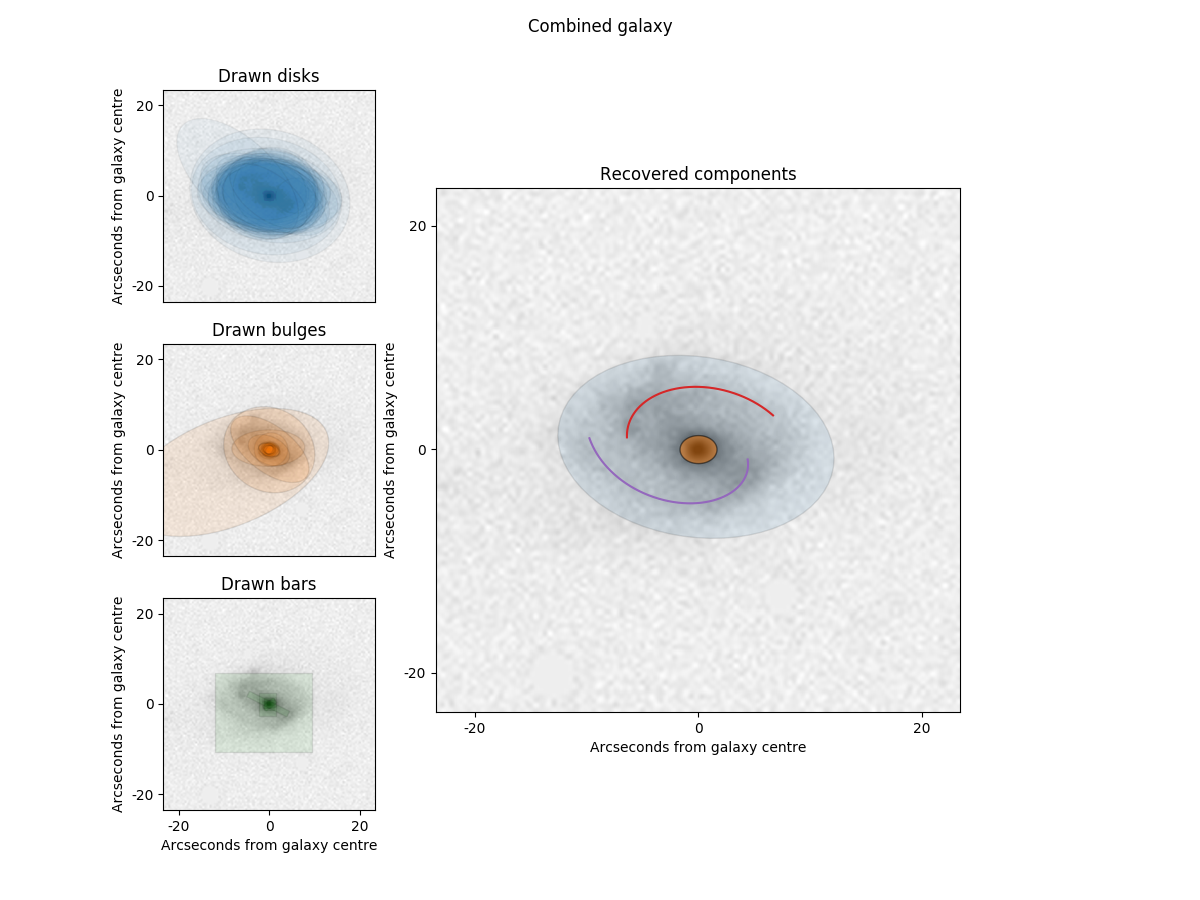 Combined galaxy
Drawn disks
Arcseconds from galaxy centre
20
0
-20
Drawn bulges
Arcseconds from galaxy centre
20
0
-20
Drawn bars
Arcseconds from galaxy centre
20
0
-20
-20 0 20
Arcseconds from galaxy centre
Recovered components
Arcseconds from galaxy centre
20
0
-20
-20 0 20
Arcseconds from galaxy centre